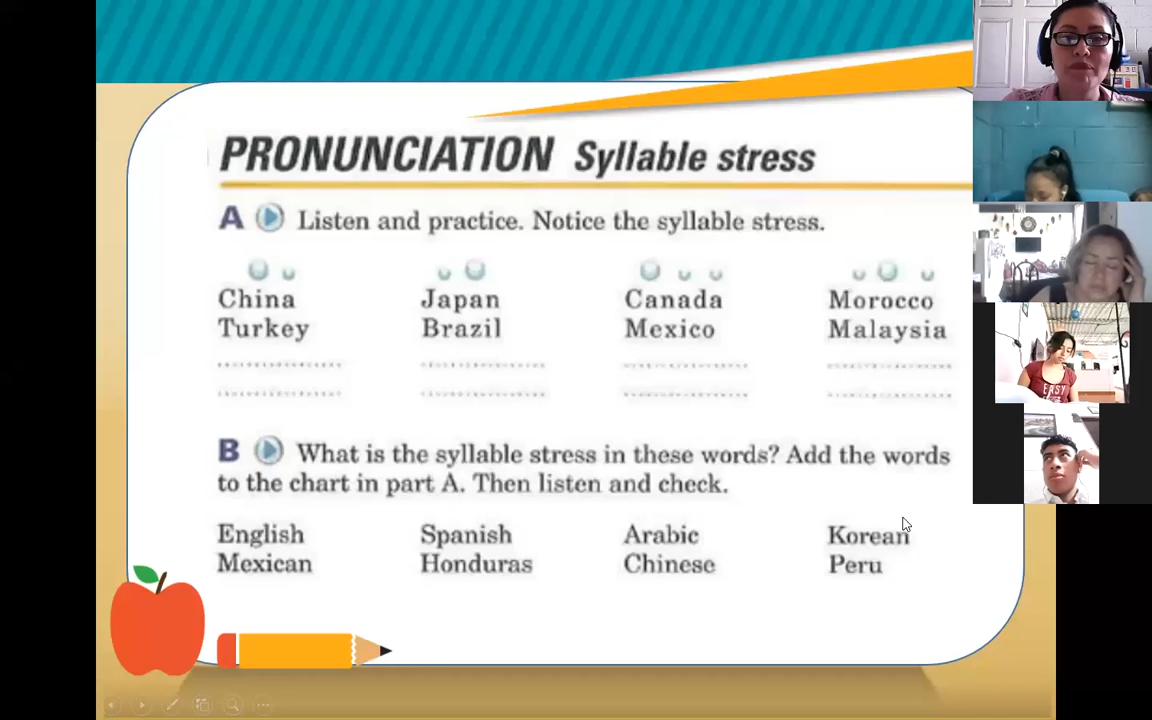 PRONUNCIATION Syllable stress
A Listen and practice. Notice the syllable stress.
China Japan Canada Morocco
Turkey Brazil Mexico Malaysia
B What is the syllable stress in these words? Add the words
to the chart in part A. Then listen and check.
English Spanish Arabic Korean
Mexican Honduras Chinese Peru
EASY